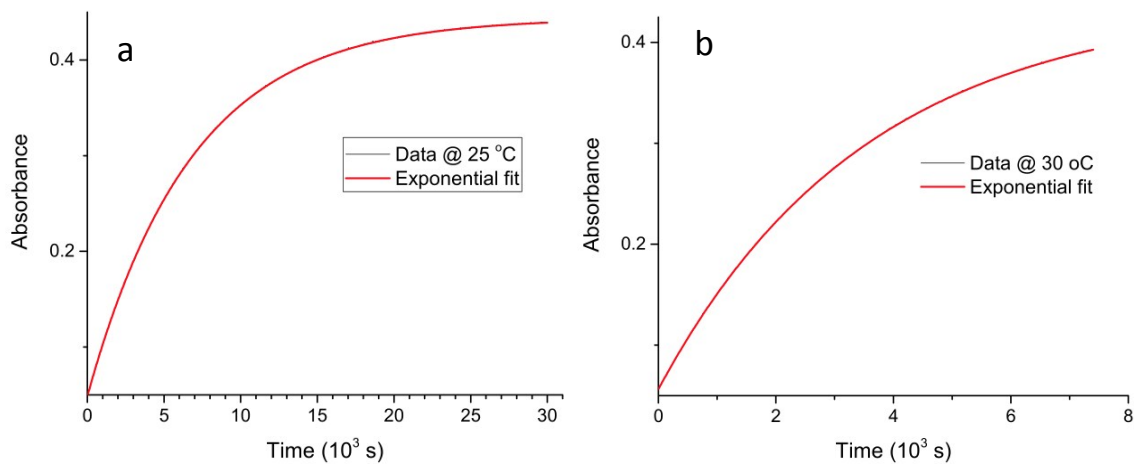 a
0.4
0.2
Absorbance
Data @ 25 °C
Exponential fit
0 5 10 15 20 25 30
Time (10³ s)
b
0.4
0.2
Absorbance
Data @ 30 oC
Exponential fit
0 2 4 6 8
Time (10³ s)